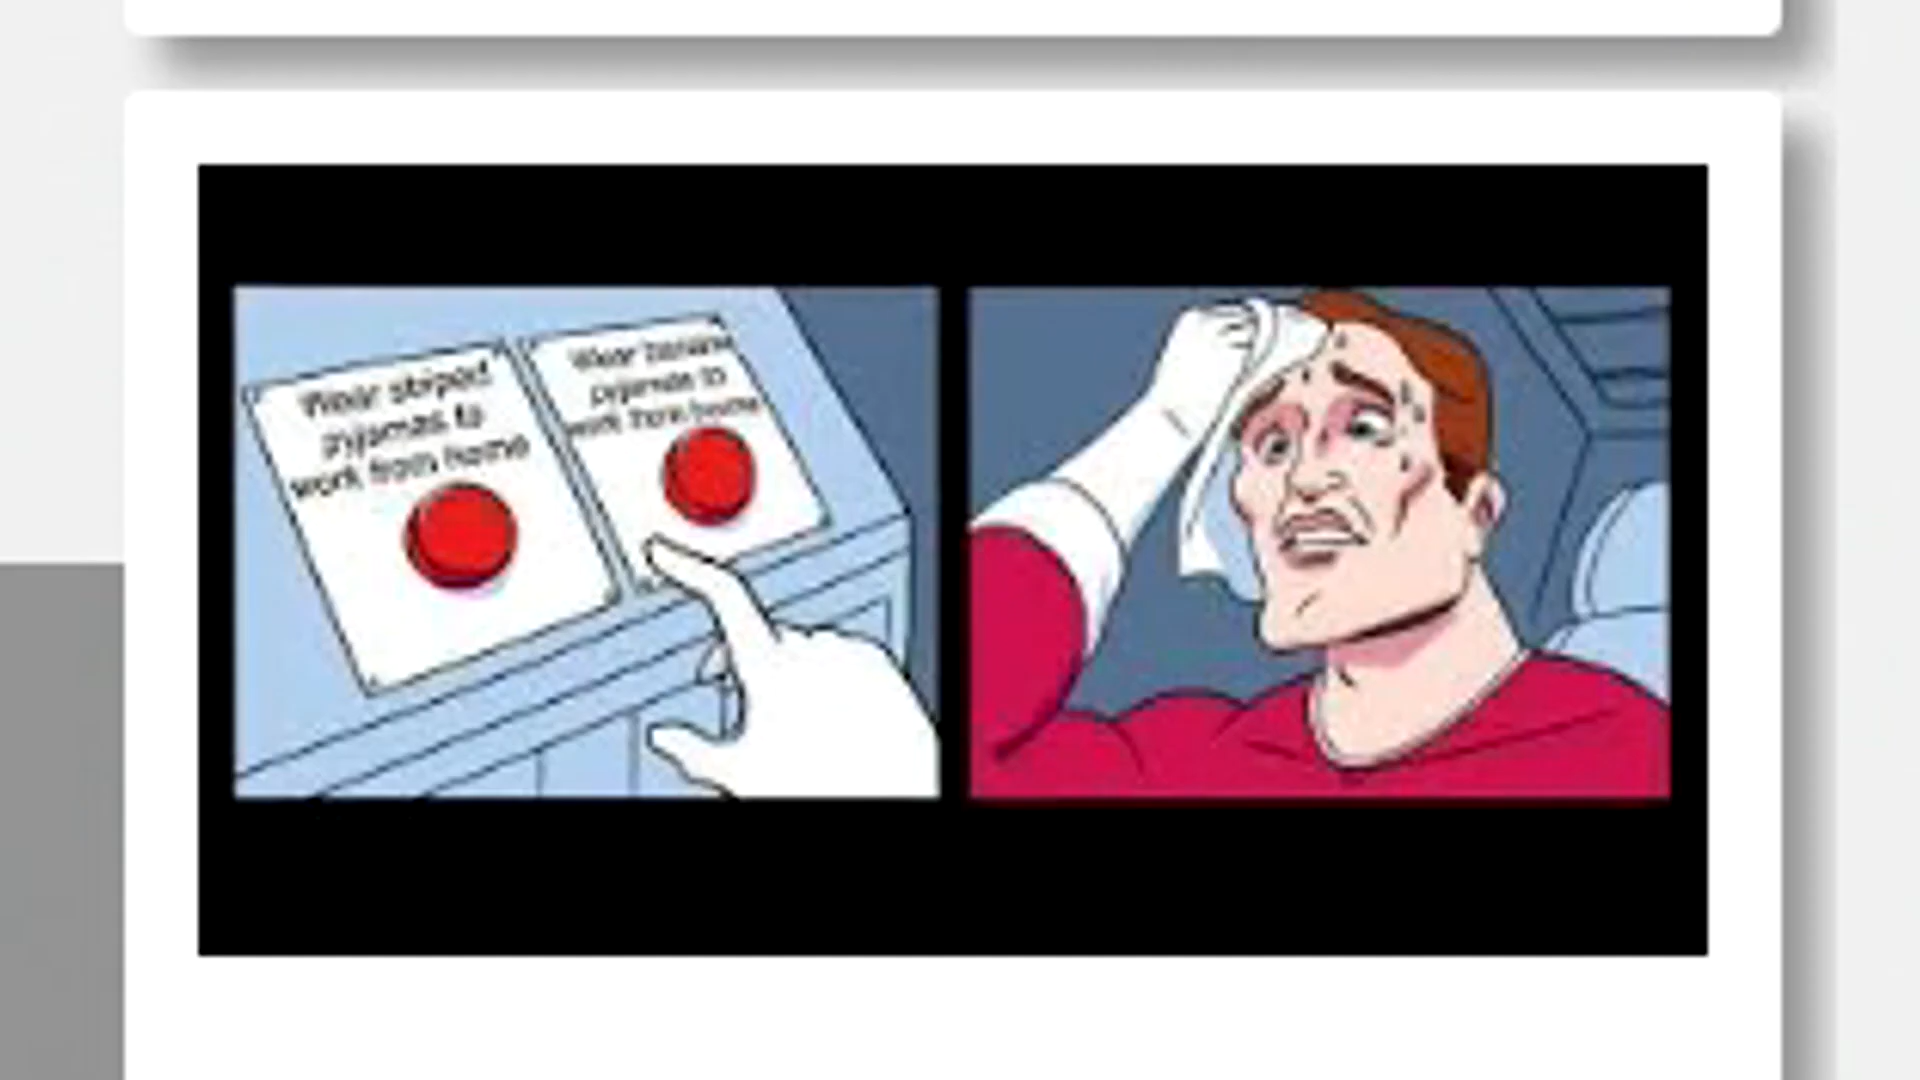 Wear striped
pyjamas to
work from home
Wear
pyjamas to
work from home